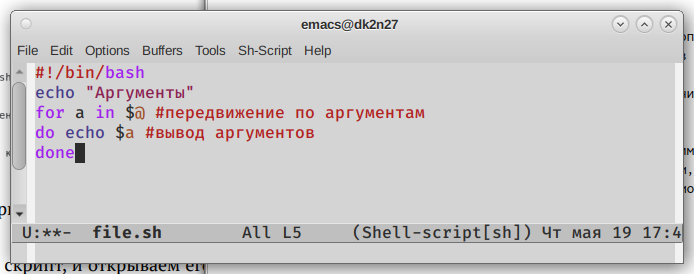 emacs@dk2n27
File Edit Options Buffers Tools Sh-Script Help
#!/bin/bash
echo "Аргументы"
for a in $@ #передвижение по аргументам
do echo $a #вывод аргументов
done
U:**- file.sh All L5 (Shell-script[sh]) Чт мая 19 17:4
скрипт, и открываем ег